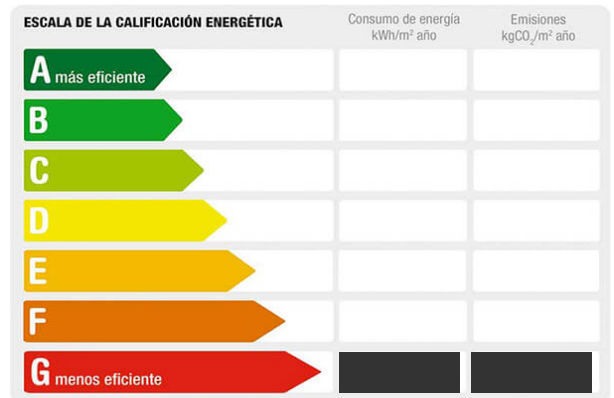 ESCALA DE LA CALIFICACIÓN ENERGÉTICA
Consumo de energía
kWh/m² año
Emisiones
kgCO₂/m² año
A más eficiente
B
C
D
E
F
G menos eficiente